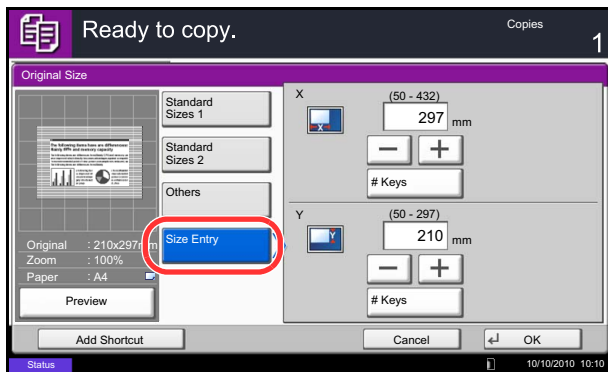 Ready to copy.
Copies
1
Original Size
Standard
Sizes 1
Standard
Sizes 2
Others
Size Entry
X
(50 - 432)
297 mm
# Keys
Y
(50 - 297)
210 mm
# Keys
Original : 210x297mm
Zoom : 100%
Paper : A4
Preview
Add Shortcut
Cancel
OK
Status
10/10/2010 10:10